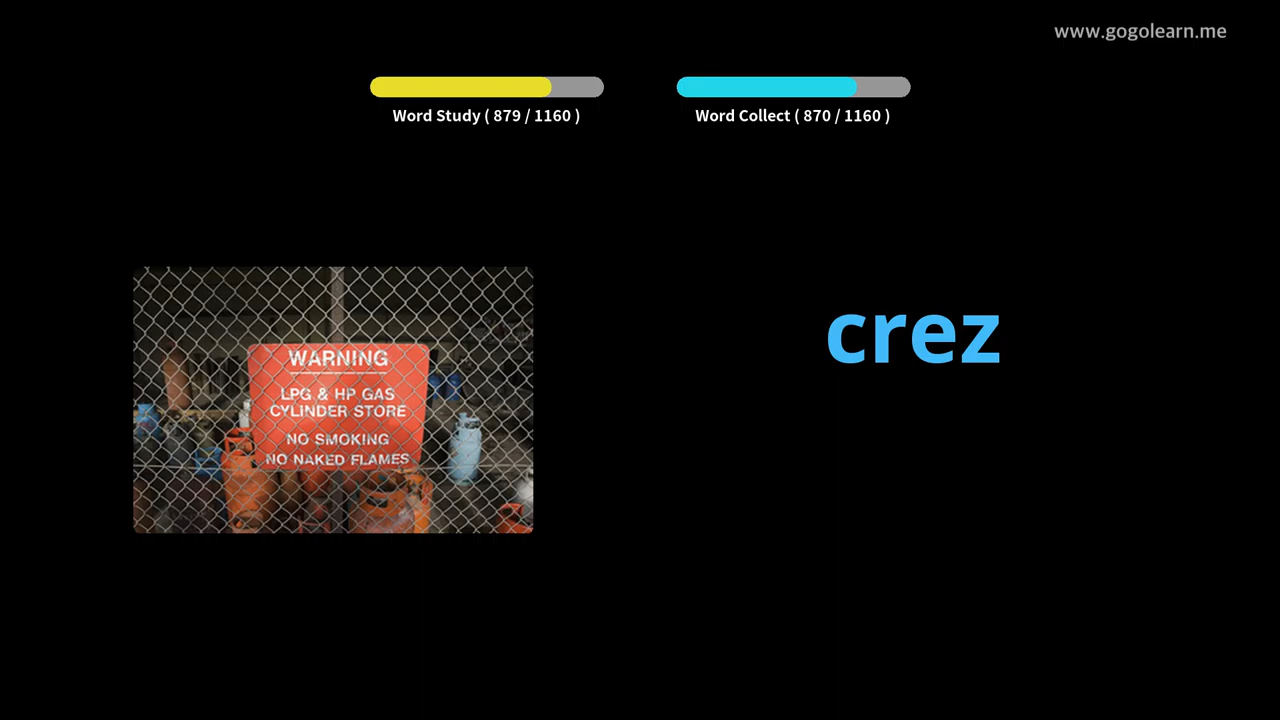 www.gogolearn.me
Word Study ( 879 / 1160 )
Word Collect ( 870 / 1160 )
WARNING
LPG & HP GAS
CYLINDER STORE
NO SMOKING
NO NAKED FLAMES
crez